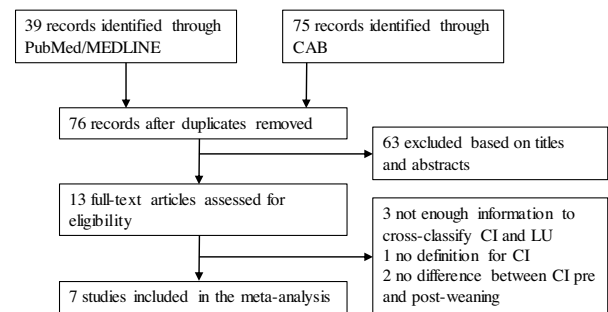 39 records identified through
PubMed/MEDLINE
75 records identified through
CAB
76 records after duplicates removed
63 excluded based on titles
and abstracts
13 full-text articles assessed for
eligibility
3 not enough information to
cross-classify CI and LU
1 no definition for CI
2 no difference between CI pre
and post-weaning
7 studies included in the meta-analysis